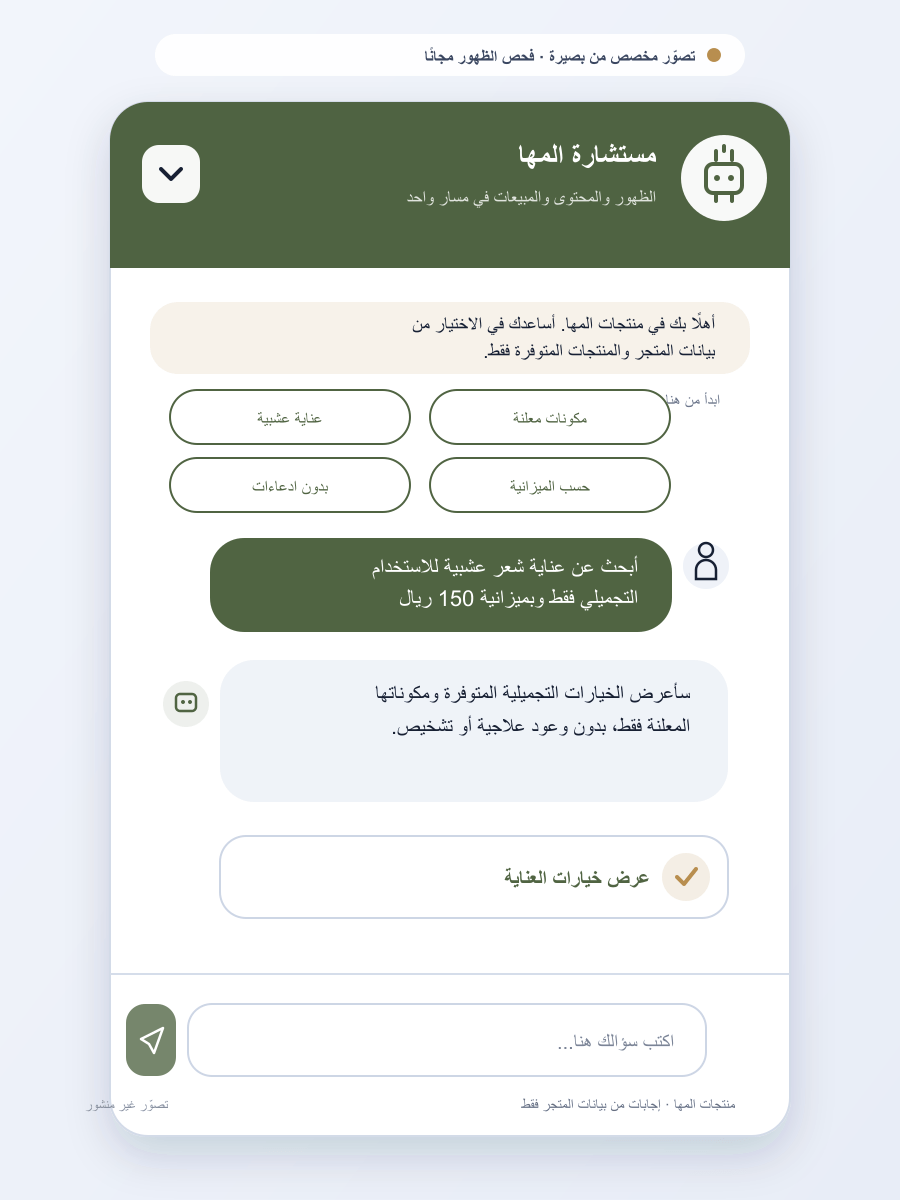 تصوّر مخصص من بصيرة · فحص الظهور مجانًا
مستشارة المها
الظهور والمحتوى والمبيعات في مسار واحد
أهلًا بك في منتجات المها. أساعدك في الاختيار من
بيانات المتجر والمنتجات المتوفرة فقط.
ابدأ من هنا
مكونات معلنة
عناية عشبية
حسب الميزانية
بدون ادعاءات
أبحث عن عناية شعر عشبية للاستخدام
التجميلي فقط وبميزانية 150 ريال
سأعرض الخيارات التجميلية المتوفرة ومكوناتها
المعلنة فقط، بدون وعود علاجية أو تشخيص.
عرض خيارات العناية
اكتب سؤالك هنا...
منتجات المها · إجابات من بيانات المتجر فقط
تصوّر غير منشور